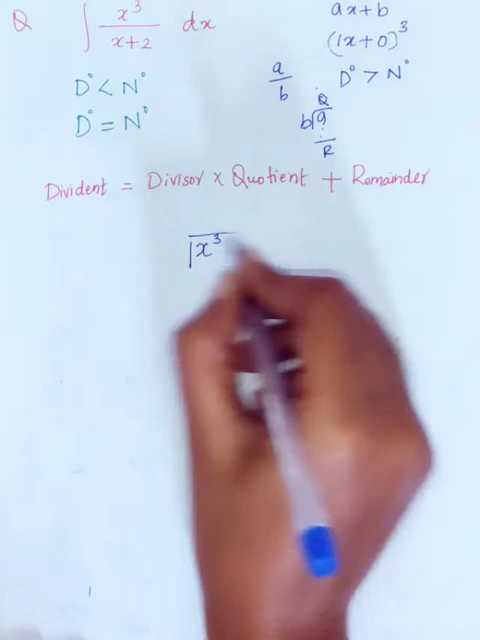 Q ∫ x³/(x+2) dx
ax+b
(1x+0)³
D° < N°
D° = N°
a/b
D° > N°
Q
b)a
R
Divident = Divisor × Quotient + Remainder
x³